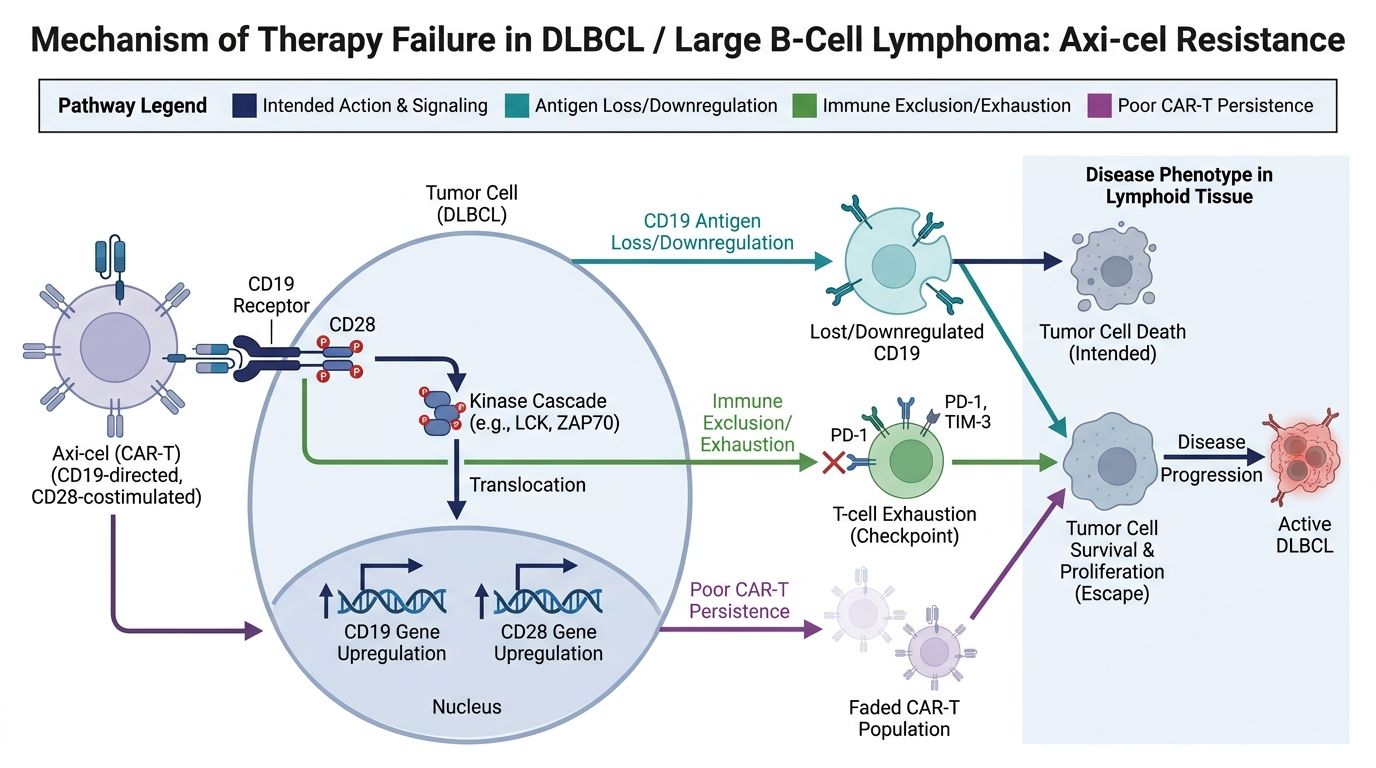 Mechanism of Therapy Failure in DLBCL / Large B-Cell Lymphoma: Axi-cel Resistance
Pathway Legend
Intended Action & Signaling
Antigen Loss/Downregulation
Immune Exclusion/Exhaustion
Poor CAR-T Persistence
Axi-cel (CAR-T)
(CD19-directed,
CD28-costimulated)
Tumor Cell
(DLBCL)
CD19
Receptor
CD28
P
P
P
P
Kinase Cascade
(e.g., LCK, ZAP70)
P
P
P
P
Translocation
CD19 Gene
Upregulation
CD28 Gene
Upregulation
Nucleus
CD19 Antigen
Loss/Downregulation
Lost/Downregulated
CD19
Immune
Exclusion/
Exhaustion
PD-1
PD-1,
TIM-3
T-cell Exhaustion
(Checkpoint)
Poor CAR-T
Persistence
Faded CAR-T
Population
Disease Phenotype in
Lymphoid Tissue
Tumor Cell Death
(Intended)
Tumor Cell
Survival &
Proliferation
(Escape)
Disease
Progression
Active
DLBCL